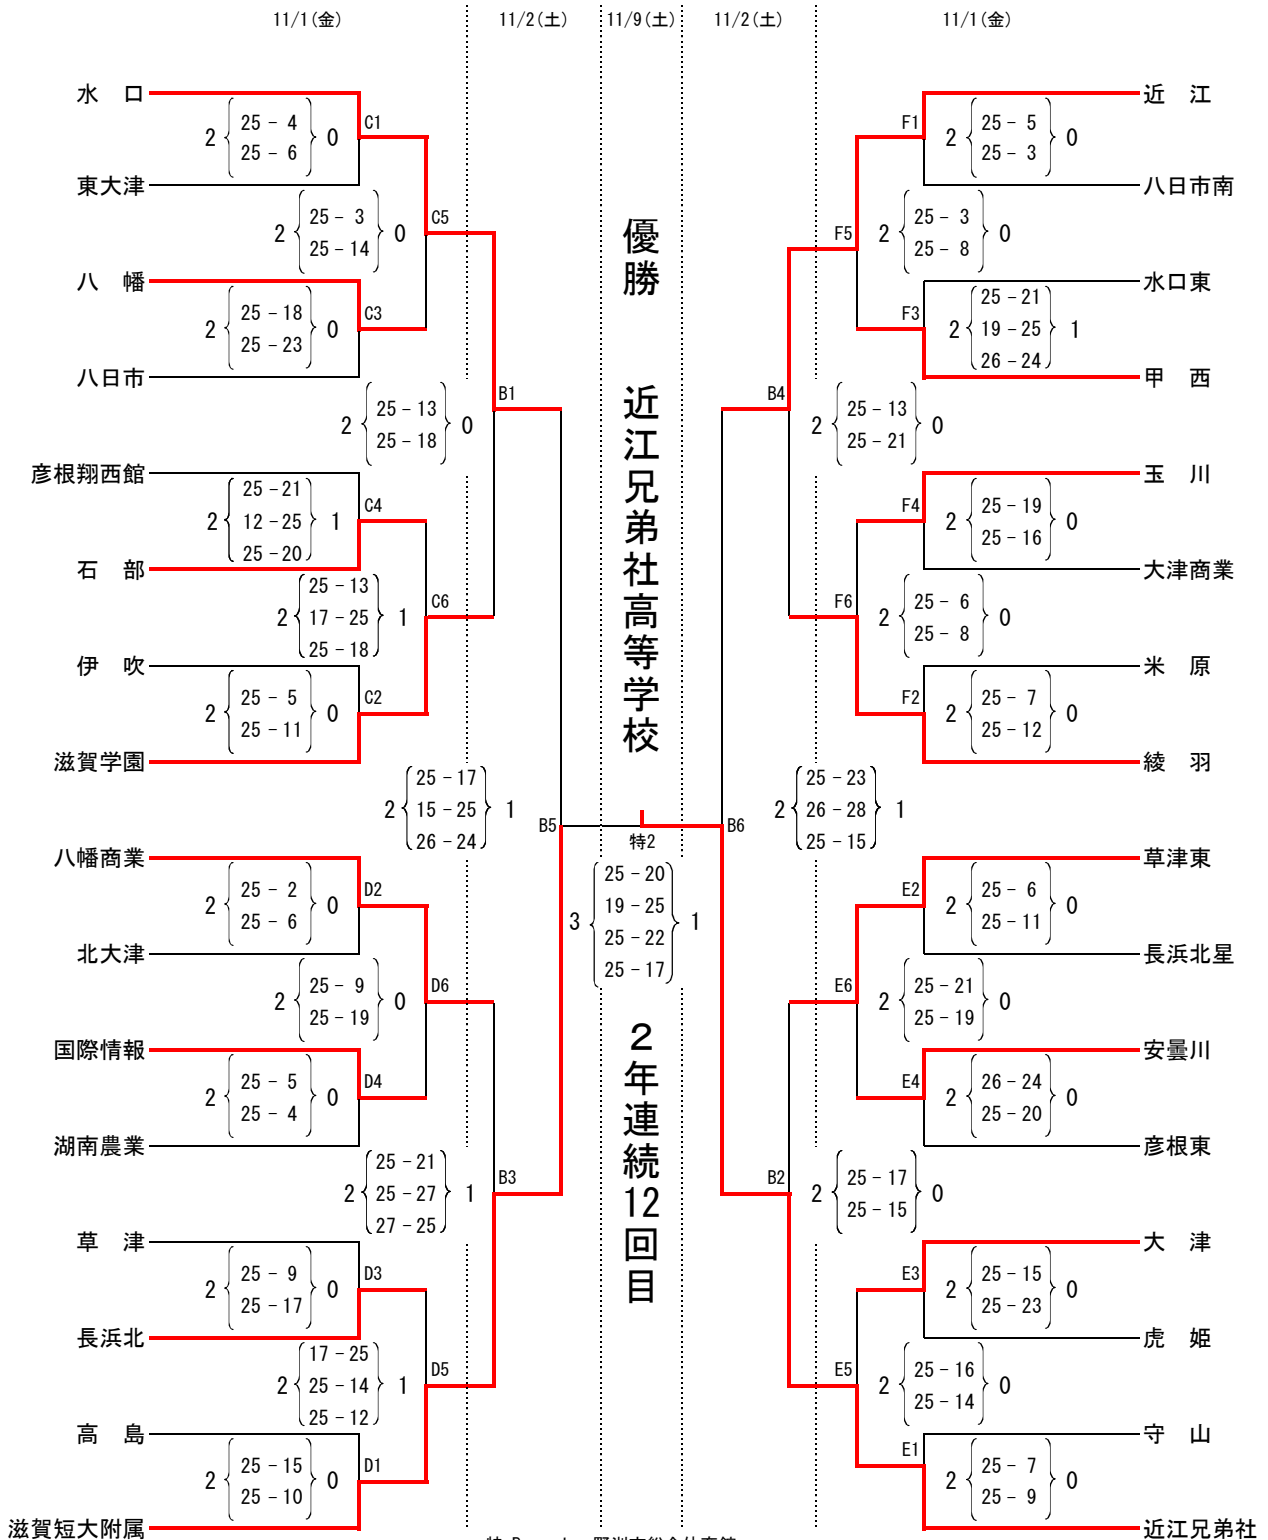 11/1(金) 11/2(土) 11/9(土) 11/2(土) 11/1(金)
水　口
2 25 - 4 0 C1
25 - 6
東大津
2 25 - 3 0 C5
25 - 14
八　幡
2 25 - 18 0 C3
25 - 23
八日市
2 25 - 13 0 B1
25 - 18
彦根翔西館
2 25 - 21 1 C4
12 - 25
25 - 20
石　部
2 25 - 13 1 C6
17 - 25
25 - 18
伊　吹
2 25 - 5 0 C2
25 - 11
滋賀学園
2 25 - 17 1 B5
15 - 25
26 - 24
八幡商業
2 25 - 2 0 D2
25 - 6
北大津
2 25 - 9 0 D6
25 - 19
国際情報
2 25 - 5 0 D4
25 - 4
湖南農業
2 25 - 21 1 B3
25 - 27
27 - 25
草　津
2 25 - 9 0 D3
25 - 17
長浜北
2 17 - 25 1 D5
25 - 14
25 - 12
高　島
2 25 - 15 0 D1
25 - 10
滋賀短大附属
優勝　近江兄弟社高等学校　２年連続12回目
特2
3 25 - 20 1
19 - 25
25 - 22
25 - 17
近　江
F1 2 25 - 5 0
25 - 3
八日市南
F5 2 25 - 3 0
25 - 8
水口東
F3 2 25 - 21 1
19 - 25
26 - 24
甲　西
B4 2 25 - 13 0
25 - 21
玉　川
F4 2 25 - 19 0
25 - 16
大津商業
F6 2 25 - 6 0
25 - 8
米　原
F2 2 25 - 7 0
25 - 12
綾　羽
B6 2 25 - 23 1
26 - 28
25 - 15
草津東
E2 2 25 - 6 0
25 - 11
長浜北星
E6 2 25 - 21 0
25 - 19
安曇川
E4 2 26 - 24 0
25 - 20
彦根東
B2 2 25 - 17 0
25 - 15
大　津
E3 2 25 - 15 0
25 - 23
虎　姫
E5 2 25 - 16 0
25 - 14
守　山
E1 2 25 - 7 0
25 - 9
近江兄弟社